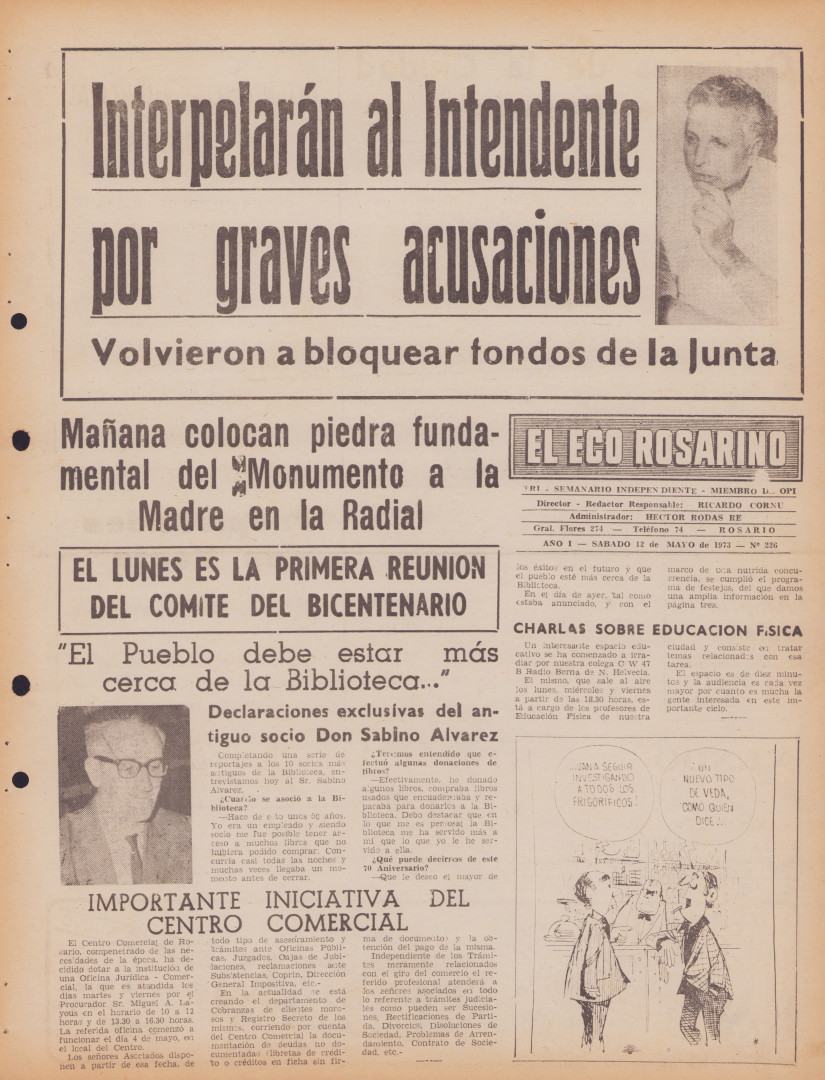 Interpelarán al Intendente
por graves acusaciones
Volvieron a bloquear fondos de la Junta
Mañana colocan piedra funda-
mental del Monumento a la
Madre en la Radial
EL LUNES ES LA PRIMERA REUNION
DEL COMITE DEL BICENTENARIO
EL ECO ROSARINO
SEMANARIO INDEPENDIENTE - MIEMBRO OPI
Director - Redactor Responsable: RICARDO CORNU
Administrador: HECTOR RODAS RE
Gral. Flores 274 — Teléfono 74 — ROSARIO
AÑO I — SABADO 12 de MAYO de 1973 — Nº 226
"El Pueblo debe estar más
cerca de la Biblioteca..."
Declaraciones exclusivas del an-
tiguo socio Don Sabino Alvarez
Completando una serie de
reportajes a los 10 socios más
antiguos de la Biblioteca, en-
trevistamos hoy al Sr. Sabino
Alvarez.
¿Cuando se asoció a la Bi-
blioteca?
—Hace de esto unos años.
Yo era un empleado y siendo
socio me fue posible tener ac-
ceso a muchos libros que no
hubiera podido comprar. Con-
curvía casi todas las noches y
muchas veces llegaba un mo-
mento antes de cerrar.
¿Tenemos entendido que e-
fectuó algunas donaciones de
libros?
—Efectivamente, he donado
algunos libros, compraba libros
usados que encuadernaba y re-
paraba para donarlos a la Bi-
blioteca. Debo destacar que en
lo que me es personal la Bi-
blioteca me ha servido más a
mí que lo que yo le he ser-
vido a ella.
¿Qué puede decirnos de este
70 Aniversario?
—Que le deseo el mayor de
los éxitos en el futuro y que
el pueblo esté más cerca de la
Biblioteca.
En el día de ayer, tal como
estaba anunciado, y con el
marco de una nutrida concu-
rrencia, se cumplió el progra-
ma de festejos, del que damos
una amplia información en la
página tres.
CHARLAS SOBRE EDUCACION FISICA
Un interesante espacio edu-
cativo se ha comenzado a irra-
diar por nuestra colega C W 47
B Radio Berna de N. Helvecia.
El mismo, que sale al aire
los lunes, miércoles y viernes
a partir de las 18.30 horas, es-
tá a cargo de los profesores de
Educación Física de nuestra
ciudad y consiste en tratar
temas relacionados con esa
tarea.
El espacio es de diez minu-
tos y la audiencia es cada vez
mayor por cuanto es mucha la
gente interesada en este im-
portante ciclo.
...VAN A SEGUIR
INVESTIGANDO
A TODOS LOS
FRIGORIFICOS!
¡UN
NUEVO TIPO
DE VEDA,
COMO QUIEN
DICE...
IMPORTANTE INICIATIVA DEL
CENTRO COMERCIAL
El Centro Comercial de Ro-
sario, compenetrado de las ne-
cesidades de la época, ha de-
cidido dotar a la institución de
una Oficina Jurídica - Comer-
cial, la que es atendida los
días martes y viernes por el
Procurador Sr. Miguel A. La-
yous en el horario de 10 a 12
horas y de 13.30 a 16.30 horas.
La referida oficina comenzó a
funcionar el día 4 de mayo, en
el local del Centro.
Los señores Asociados dispo-
nen a partir de esa fecha, de
todo tipo de asesoramiento y
trámites ante Oficinas Públi-
cas, Juzgados, Cajas de Jubi-
laciones, reclamaciones ante
Subsistencias, Coprin, Dirección
General Impositiva, etc.-
En la actualidad se está
creando el departamento de
Cobranzas de clientes moro-
sos y Registro Secreto de los
mismos, corriendo por cuenta
del Centro Comercial la docu-
mentación de deudas no do-
cumentadas (libretas de crédi-
to o créditos en ficha sin fir-
ma de documento) y la ob-
tención del pago de la misma.
Independiente de los Trámi-
tes meramente relacionados
con el giro del comercio el re-
ferido profesional atenderá a
los señores asociados en todo
lo referente a trámites judicia-
les como pueden ser Sucesio-
nes, Rectificaciones de Parti-
da, Divorcios, Disoluciones de
Sociedad, Problemas de Arren-
damiento, Contrato de Socie-
dad, etc.-